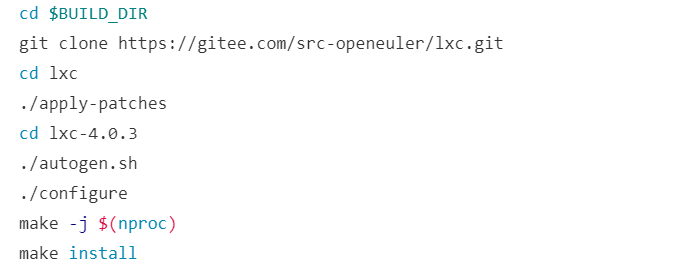 cd $BUILD_DIR
git clone https://gitee.com/src-openeuler/lxc.git
cd lxc
./apply-patches
cd lxc-4.0.3
./autogen.sh
./configure
make -j $(nproc)
make install